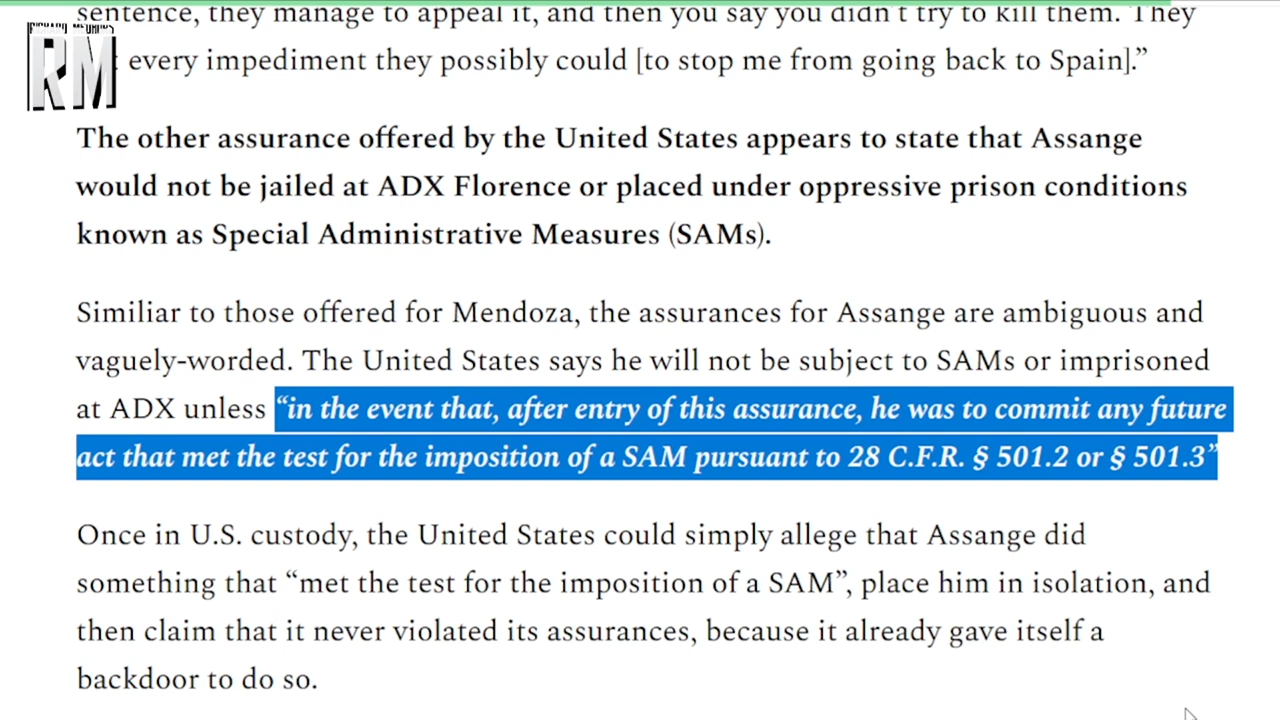 sentence, they manage to appeal it, and then you say you didn't try to kill them. They
RM
every impediment they possibly could [to stop me from going back to Spain].”
The other assurance offered by the United States appears to state that Assange
would not be jailed at ADX Florence or placed under oppressive prison conditions
known as Special Administrative Measures (SAMs).
Similiar to those offered for Mendoza, the assurances for Assange are ambiguous and
vaguely-worded. The United States says he will not be subject to SAMs or imprisoned
at ADX unless “in the event that, after entry of this assurance, he was to commit any future
act that met the test for the imposition of a SAM pursuant to 28 C.F.R. § 501.2 or § 501.3”
Once in U.S. custody, the United States could simply allege that Assange did
something that “met the test for the imposition of a SAM”, place him in isolation, and
then claim that it never violated its assurances, because it already gave itself a
backdoor to do so.